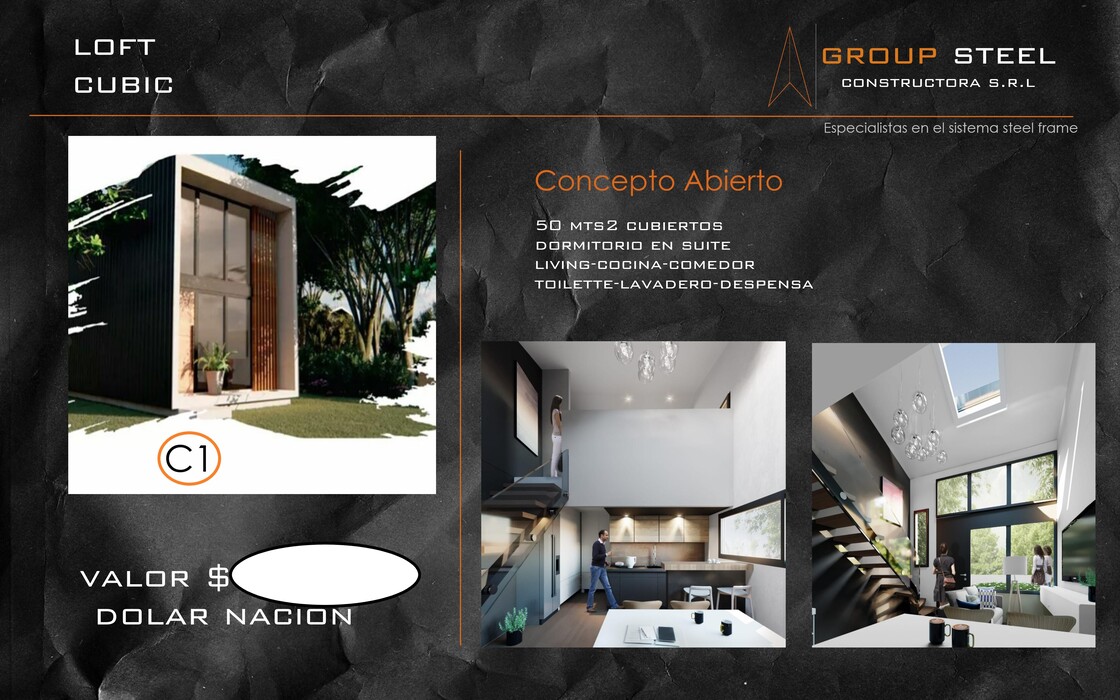 LOFT
CUBIC
GROUP STEEL
CONSTRUCTORA S.R.L
Especialistas en el sistema steel frame
C1
VALOR $
DOLAR NACION
Concepto Abierto
50 MTS2 CUBIERTOS
DORMITORIO EN SUITE
LIVING-COCINA-COMEDOR
TOILETTE-LAVADERO-DESPENSA